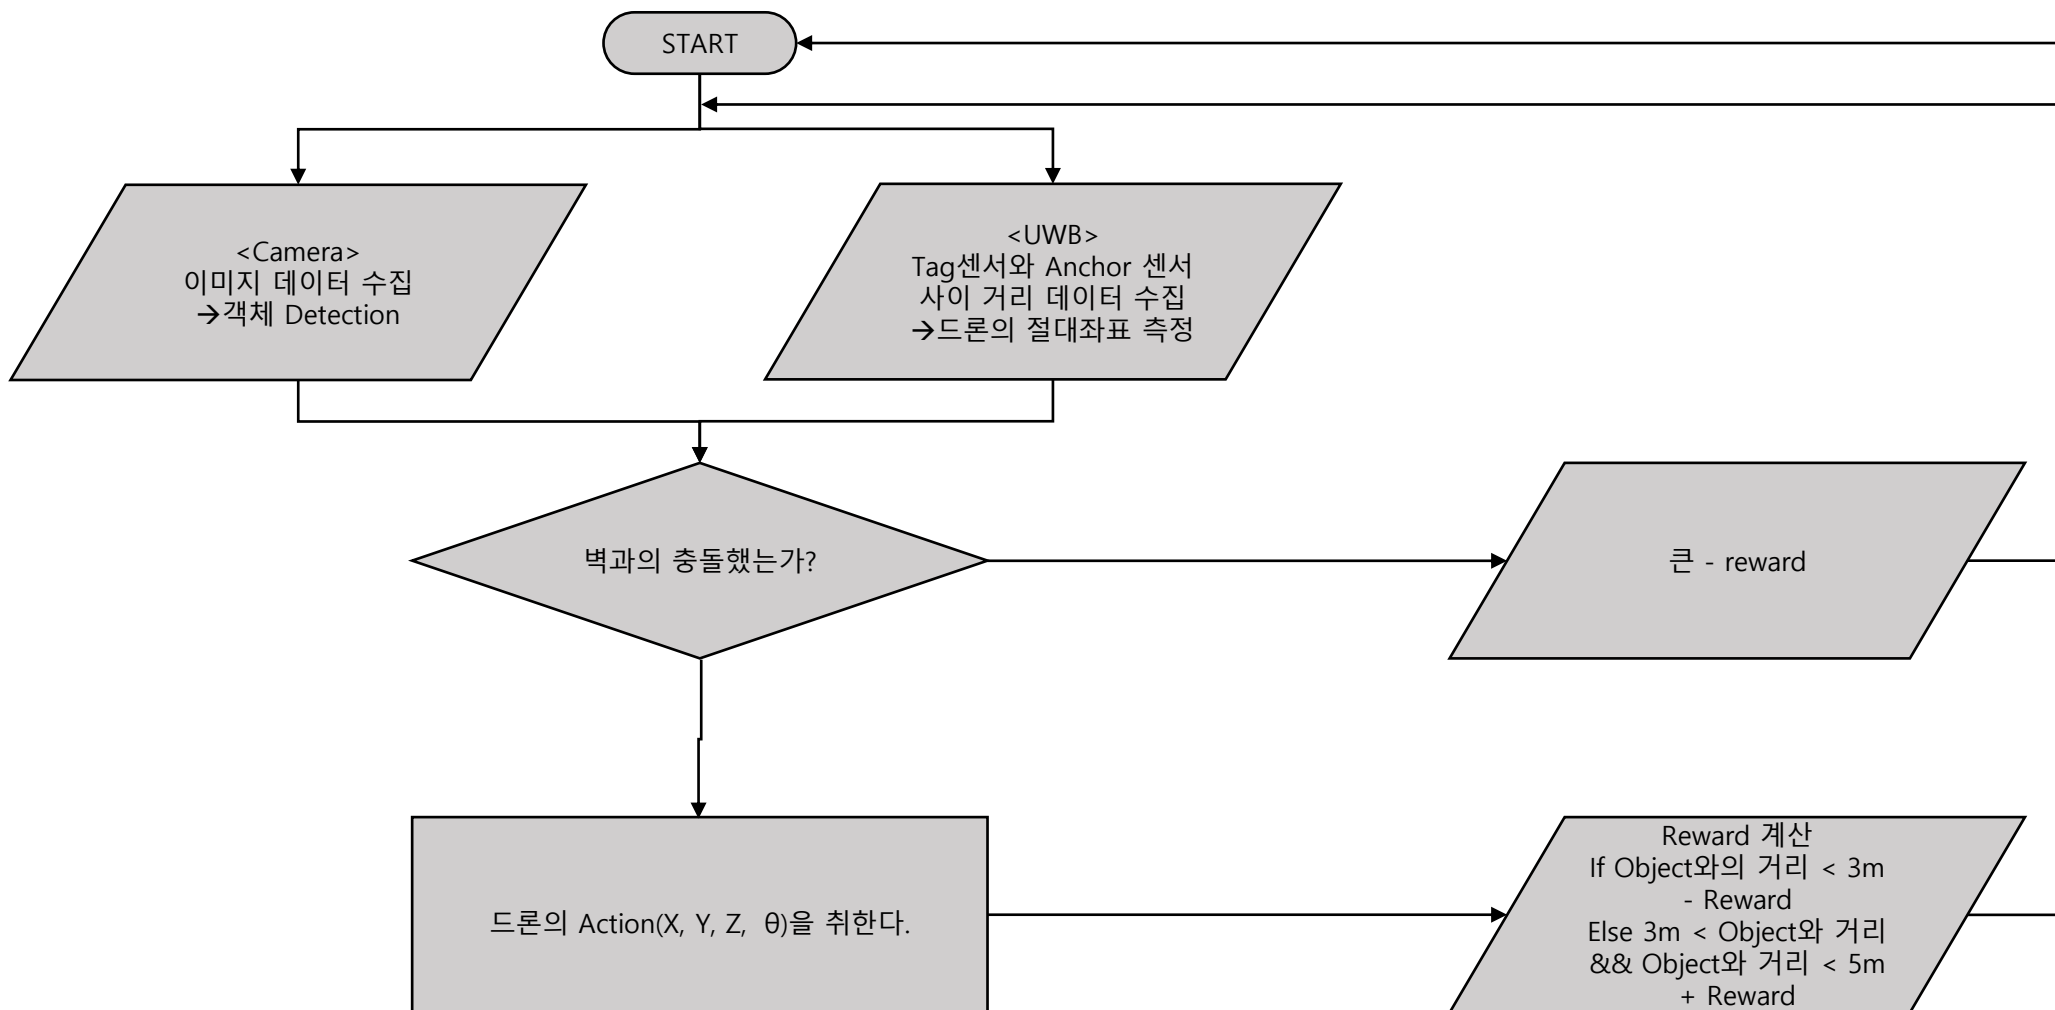 START
<Camera>
이미지 데이터 수집
→객체 Detection
<UWB>
Tag센서와 Anchor 센서
사이 거리 데이터 수집
→드론의 절대좌표 측정
벽과의 충돌했는가?
큰 - reward
드론의 Action(X, Y, Z, θ)을 취한다.
Reward 계산
If Object와의 거리 < 3m
- Reward
Else 3m < Object와 거리
&& Object와 거리 < 5m
+ Reward